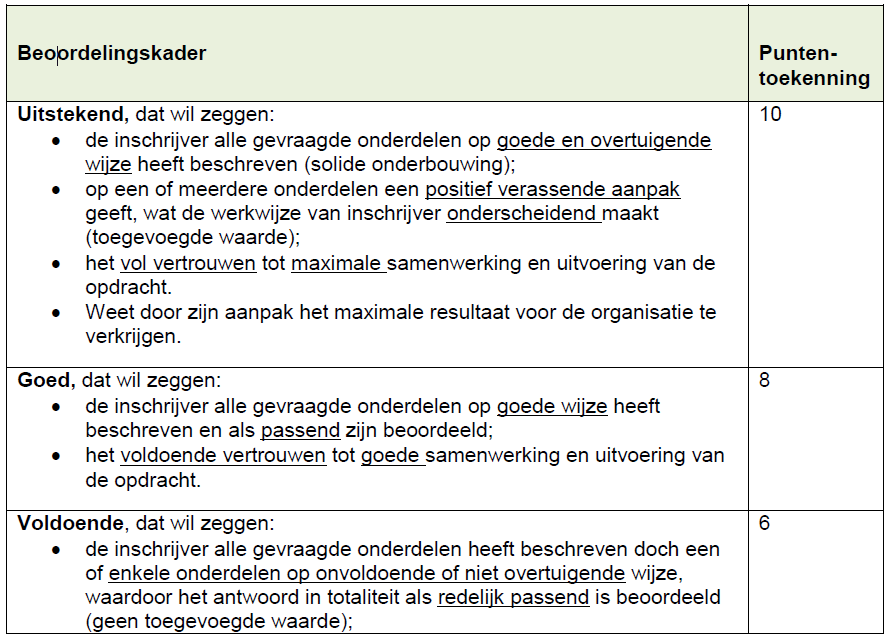 Beoordelingskader
Punten-
toekenning
Uitstekend, dat wil zeggen:
10
• de inschrijver alle gevraagde onderdelen op goede en overtuigende
wijze heeft beschreven (solide onderbouwing);
• op een of meerdere onderdelen een positief verassende aanpak
geeft, wat de werkwijze van inschrijver onderscheidend maakt
(toegevoegde waarde);
• het vol vertrouwen tot maximale samenwerking en uitvoering van de
opdracht.
• Weet door zijn aanpak het maximale resultaat voor de organisatie te
verkrijgen.
Goed, dat wil zeggen:
8
• de inschrijver alle gevraagde onderdelen op goede wijze heeft
beschreven en als passend zijn beoordeeld;
• het voldoende vertrouwen tot goede samenwerking en uitvoering van
de opdracht.
Voldoende, dat wil zeggen:
6
• de inschrijver alle gevraagde onderdelen heeft beschreven doch een
of enkele onderdelen op onvoldoende of niet overtuigende wijze,
waardoor het antwoord in totaliteit als redelijk passend is beoordeeld
(geen toegevoegde waarde);